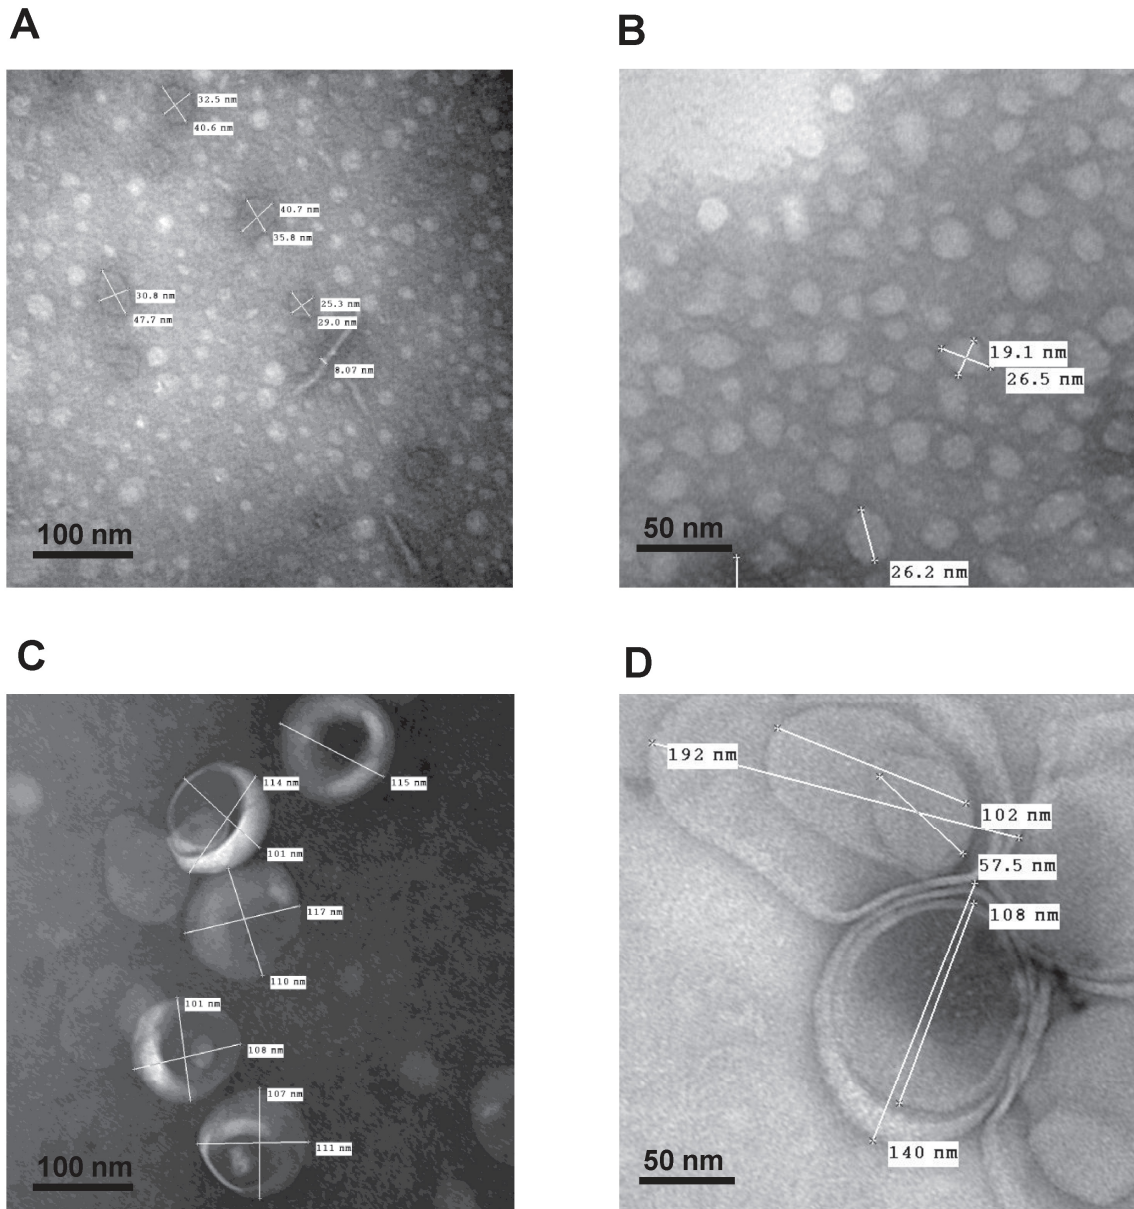 A
B
32.5 nm
40.6 nm
40.7 nm
35.8 nm
30.8 nm
47.7 nm
25.3 nm
29.0 nm
8.07 nm
100 nm
19.1 nm
26.5 nm
50 nm
26.2 nm
C
D
115 nm
114 nm
101 nm
117 nm
110 nm
101 nm
108 nm
107 nm
111 nm
100 nm
192 nm
102 nm
57.5 nm
108 nm
140 nm
50 nm